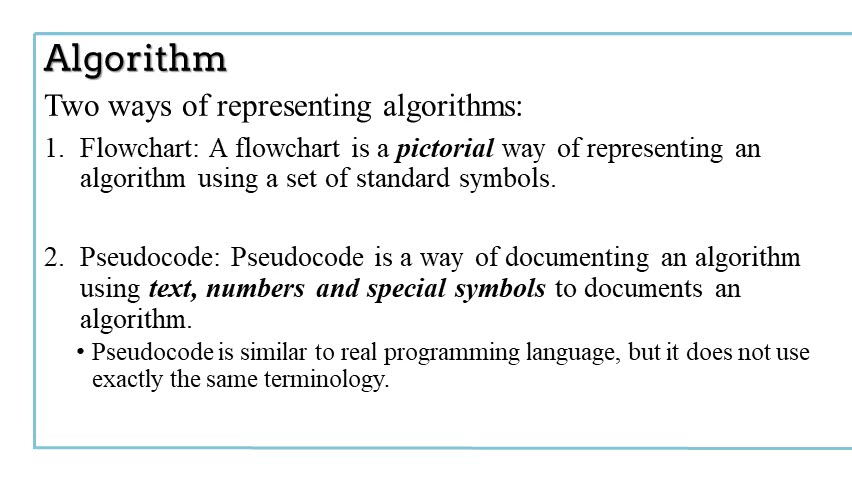 Algorithm
Two ways of representing algorithms:
1. Flowchart: A flowchart is a pictorial way of representing an
algorithm using a set of standard symbols.
2. Pseudocode: Pseudocode is a way of documenting an algorithm
using text, numbers and special symbols to documents an
algorithm.
• Pseudocode is similar to real programming language, but it does not use
exactly the same terminology.